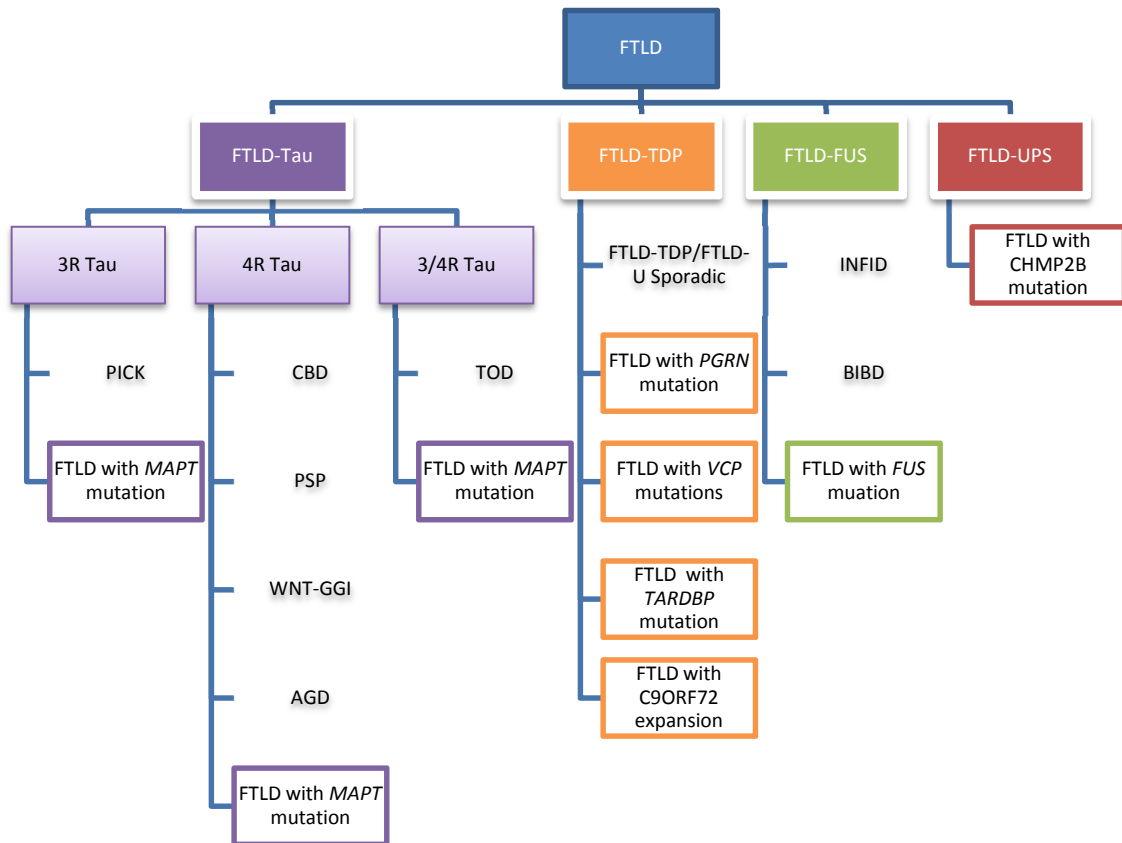 FTLD
FTLD-Tau
FTLD-TDP
FTLD-FUS
FTLD-UPS
3R Tau
4R Tau
3/4R Tau
FTLD-TDP/FTLD-
U Sporadic
INFID
FTLD with
CHMP2B
mutation
PICK
CBD
TOD
FTLD with PGRN
mutation
BIBD
FTLD with MAPT
mutation
PSP
FTLD with MAPT
mutation
FTLD with VCP
mutations
FTLD with FUS
muation
WNT-GGI
FTLD with
TARDBP
mutation
AGD
FTLD with
C9ORF72
expansion
FTLD with MAPT
mutation